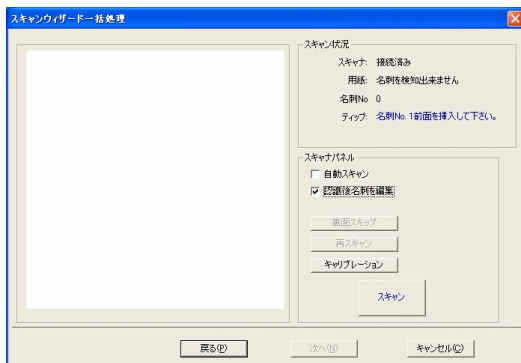 スキャンウィザード一括処理
スキャン状況
スキャナ: 接続済み
用紙: 名刺を検知出来ません
名刺No 0
ティップ: 名刺No. 1前面を挿入して下さい。
スキャナパネル
自動スキャン
認識後名刺を編集
裏面スキップ
再スキャン
キャリブレーション
スキャン
戻る(P)
次へ(N)
キャンセル(C)